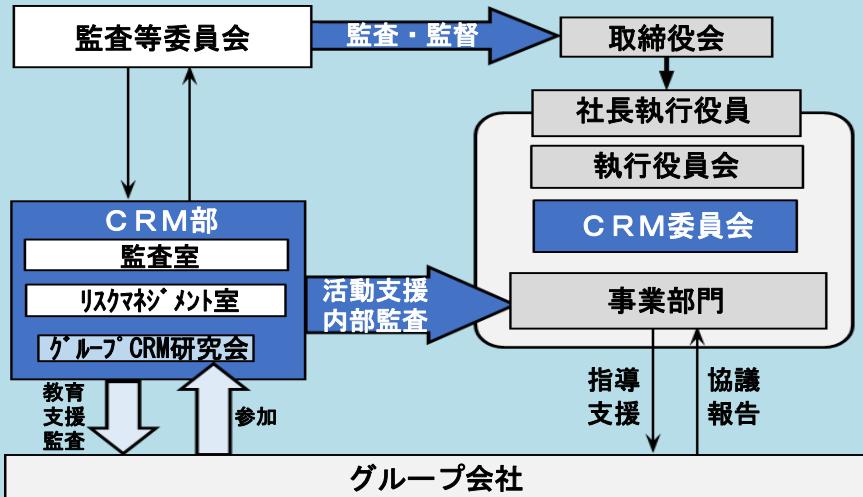 監査等委員会
監査・監督
取締役会
社長執行役員
執行役員会
ＣＲＭ委員会
ＣＲＭ部
監査室
ﾘｽｸﾏﾈｼﾞﾒﾝﾄ室
ｸﾞﾙｰﾌﾟCRM研究会
活動支援
内部監査
事業部門
教育
支援
監査
参加
指導
支援
協議
報告
グループ会社